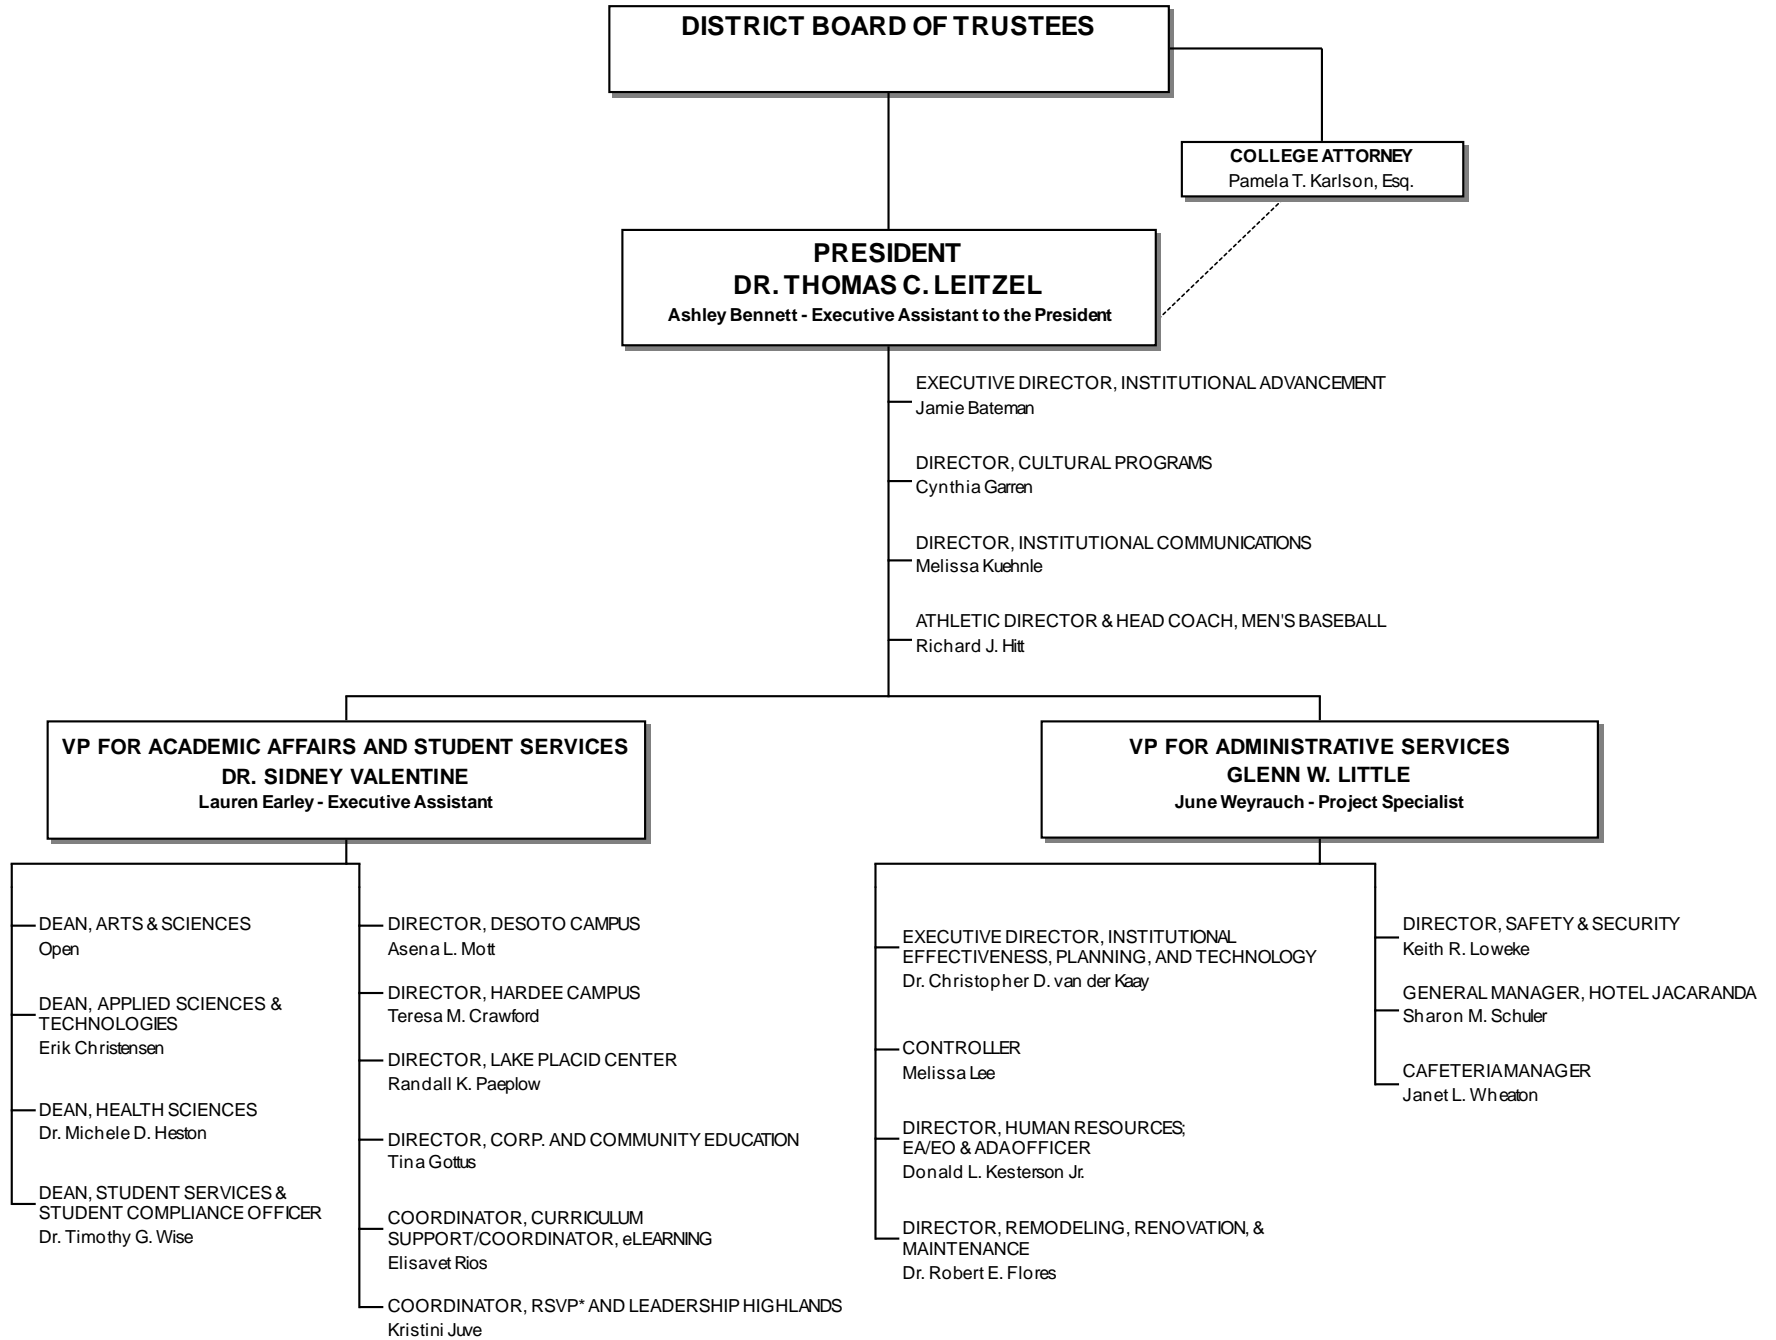 DISTRICT BOARD OF TRUSTEES
COLLEGE ATTORNEY
Pamela T. Karlson, Esq.
PRESIDENT
DR. THOMAS C. LEITZEL
Ashley Bennett - Executive Assistant to the President
EXECUTIVE DIRECTOR, INSTITUTIONAL ADVANCEMENT
Jamie Bateman
DIRECTOR, CULTURAL PROGRAMS
Cynthia Garren
DIRECTOR, INSTITUTIONAL COMMUNICATIONS
Melissa Kuehnle
ATHLETIC DIRECTOR & HEAD COACH, MEN'S BASEBALL
Richard J. Hitt
VP FOR ACADEMIC AFFAIRS AND STUDENT SERVICES
DR. SIDNEY VALENTINE
Lauren Earley - Executive Assistant
VP FOR ADMINISTRATIVE SERVICES
GLENN W. LITTLE
June Weyrauch - Project Specialist
DEAN, ARTS & SCIENCES
Open
DEAN, APPLIED SCIENCES &
TECHNOLOGIES
Erik Christensen
DEAN, HEALTH SCIENCES
Dr. Michele D. Heston
DEAN, STUDENT SERVICES &
STUDENT COMPLIANCE OFFICER
Dr. Timothy G. Wise
DIRECTOR, DESOTO CAMPUS
Asena L. Mott
DIRECTOR, HARDEE CAMPUS
Teresa M. Crawford
DIRECTOR, LAKE PLACID CENTER
Randall K. Paeplow
DIRECTOR, CORP. AND COMMUNITY EDUCATION
Tina Gottus
COORDINATOR, CURRICULUM
SUPPORT/COORDINATOR, eLEARNING
Elisavet Rios
COORDINATOR, RSVP* AND LEADERSHIP HIGHLANDS
Kristini Juve
EXECUTIVE DIRECTOR, INSTITUTIONAL
EFFECTIVENESS, PLANNING, AND TECHNOLOGY
Dr. Christopher D. van der Kaay
CONTROLLER
Melissa Lee
DIRECTOR, HUMAN RESOURCES;
EA/EO & ADA OFFICER
Donald L. Kesterson Jr.
DIRECTOR, REMODELING, RENOVATION, &
MAINTENANCE
Dr. Robert E. Flores
DIRECTOR, SAFETY & SECURITY
Keith R. Loweke
GENERAL MANAGER, HOTEL JACARANDA
Sharon M. Schuler
CAFETERIA MANAGER
Janet L. Wheaton